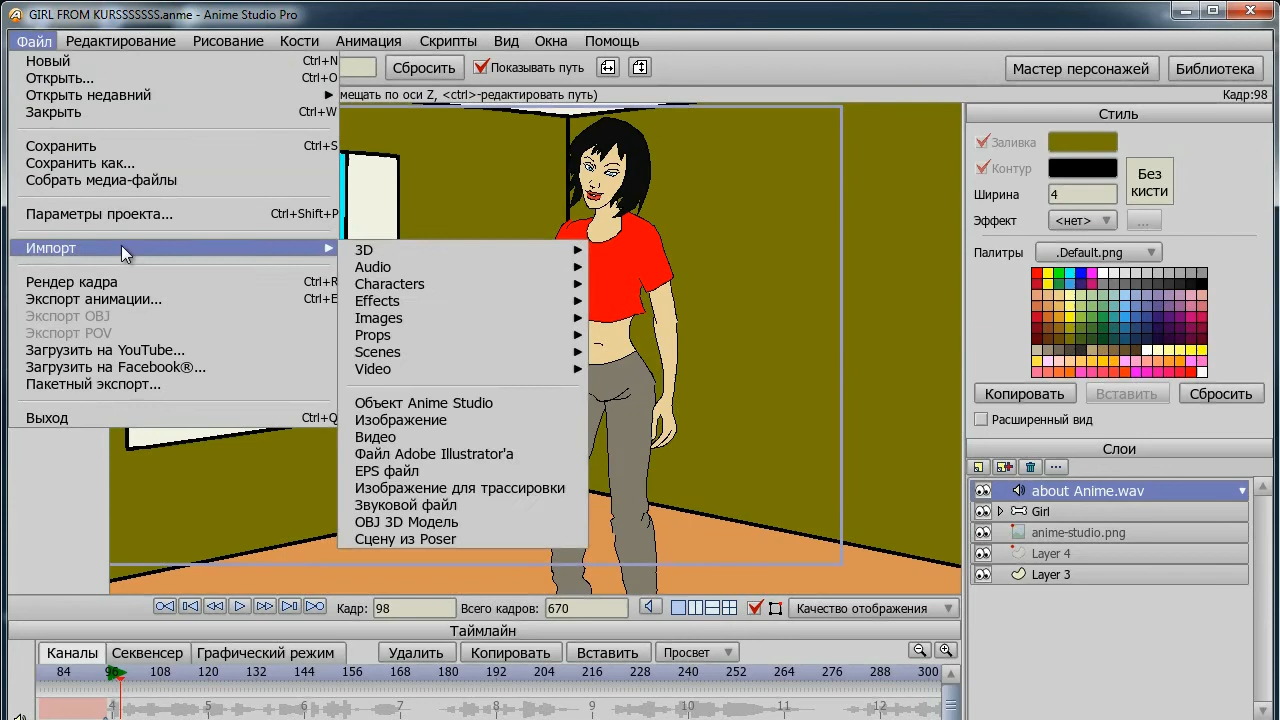 GIRL FROM KURSSSSSSS.anme - Anime Studio Pro
Файл Редактирование Рисование Кости Анимация Скрипты Вид Окна Помощь
Сбросить Показывать путь Мастер персонажей Библиотека
мещать по оси Z, <ctrl>-редактировать путь) Кадр:98
Новый Ctrl+N
Открыть...
Открыть недавний
Закрыть Ctrl+W
Сохранить Ctrl+S
Сохранить как...
Собрать медиа-файлы
Параметры проекта... Ctrl+Shift+P
Импорт
Рендер кадра Ctrl+R
Экспорт анимации... Ctrl+E
Экспорт OBJ
Экспорт POV
Загрузить на YouTube...
Загрузить на Facebook®...
Пакетный экспорт...
Выход Ctrl+Q
3D
Audio
Characters
Effects
Images
Props
Scenes
Video
Объект Anime Studio
Изображение
Видео
Файл Adobe Illustrator'а
EPS файл
Изображение для трассировки
Звуковой файл
OBJ 3D Модель
Сцену из Poser
Стиль
Заливка
Контур
Без
кисти
Ширина 4
Эффект <нет> ...
Палитры .Default.png
Копировать Вставить Сбросить
Расширенный вид
Слои
about Anime.wav
Girl
anime-studio.png
Layer 4
Layer 3
Кадр: 98 Всего кадров: 670 Качество отображения
Таймлайн
Каналы Секвенсер Графический режим Удалить Копировать Вставить Просвет
84 96 108 120 132 144 156 168 180 192 204 216 228 240 252 264 276 288 300
4 5 6 7 8 9 10 11 12